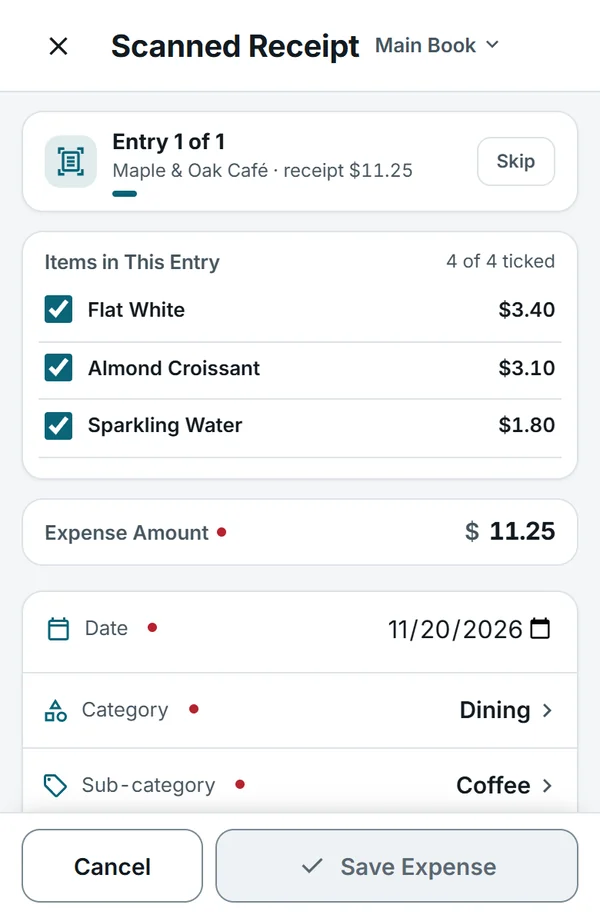 Scanned Receipt Main Book
Entry 1 of 1
Maple & Oak Café · receipt $11.25
Skip
Items in This Entry 4 of 4 ticked
Flat White $3.40
Almond Croissant $3.10
Sparkling Water $1.80
Expense Amount $ 11.25
Date 11/20/2026
Category Dining
Sub-category Coffee
Cancel Save Expense